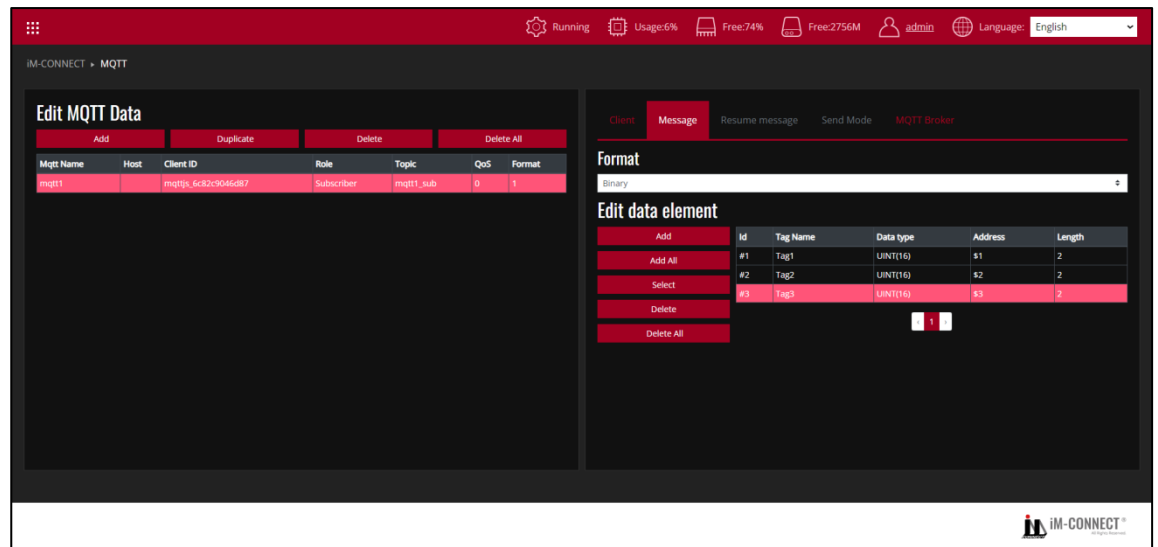 Running Usage:6% Free:74% Free:2756M admin Language: English
iM-CONNECT ▸ MQTT
Edit MQTT Data
Add Duplicate Delete Delete All
Mqtt Name Host Client ID Role Topic QoS Format
mqtt1 mqttjs_6c82c9046d87 Subscriber mqtt1_sub 0 1
Client Message Resume message Send Mode MQTT Broker
Format
Binary
Edit data element
Add
Add All
Select
Delete
Delete All
Id Tag Name Data type Address Length
#1 Tag1 UINT(16) $1 2
#2 Tag2 UINT(16) $2 2
#3 Tag3 UINT(16) $3 2
‹ 1 ›
iM-CONNECT®
All Rights Reserved.